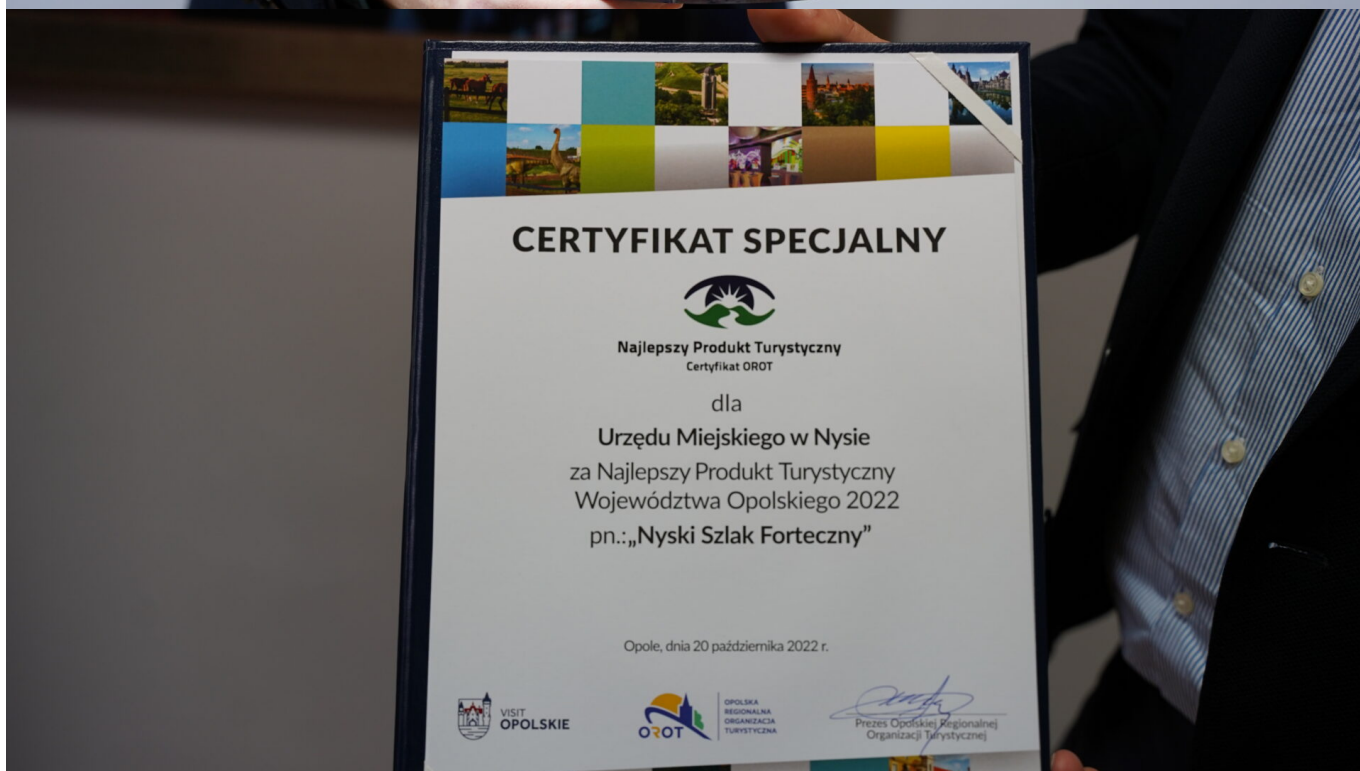 CERTYFIKAT SPECJALNY
Najlepszy Produkt Turystyczny
Certyfikat OROT
dla
Urzędu Miejskiego w Nysie
za Najlepszy Produkt Turystyczny
Województwa Opolskiego 2022
pn.:„Nyski Szlak Forteczny”
Opole, dnia 20 października 2022 r.
VISIT
OPOLSKIE
OROT
OPOLSKA
REGIONALNA
ORGANIZACJA
TURYSTYCZNA
Prezes Opolskiej Regionalnej
Organizacji Turystycznej